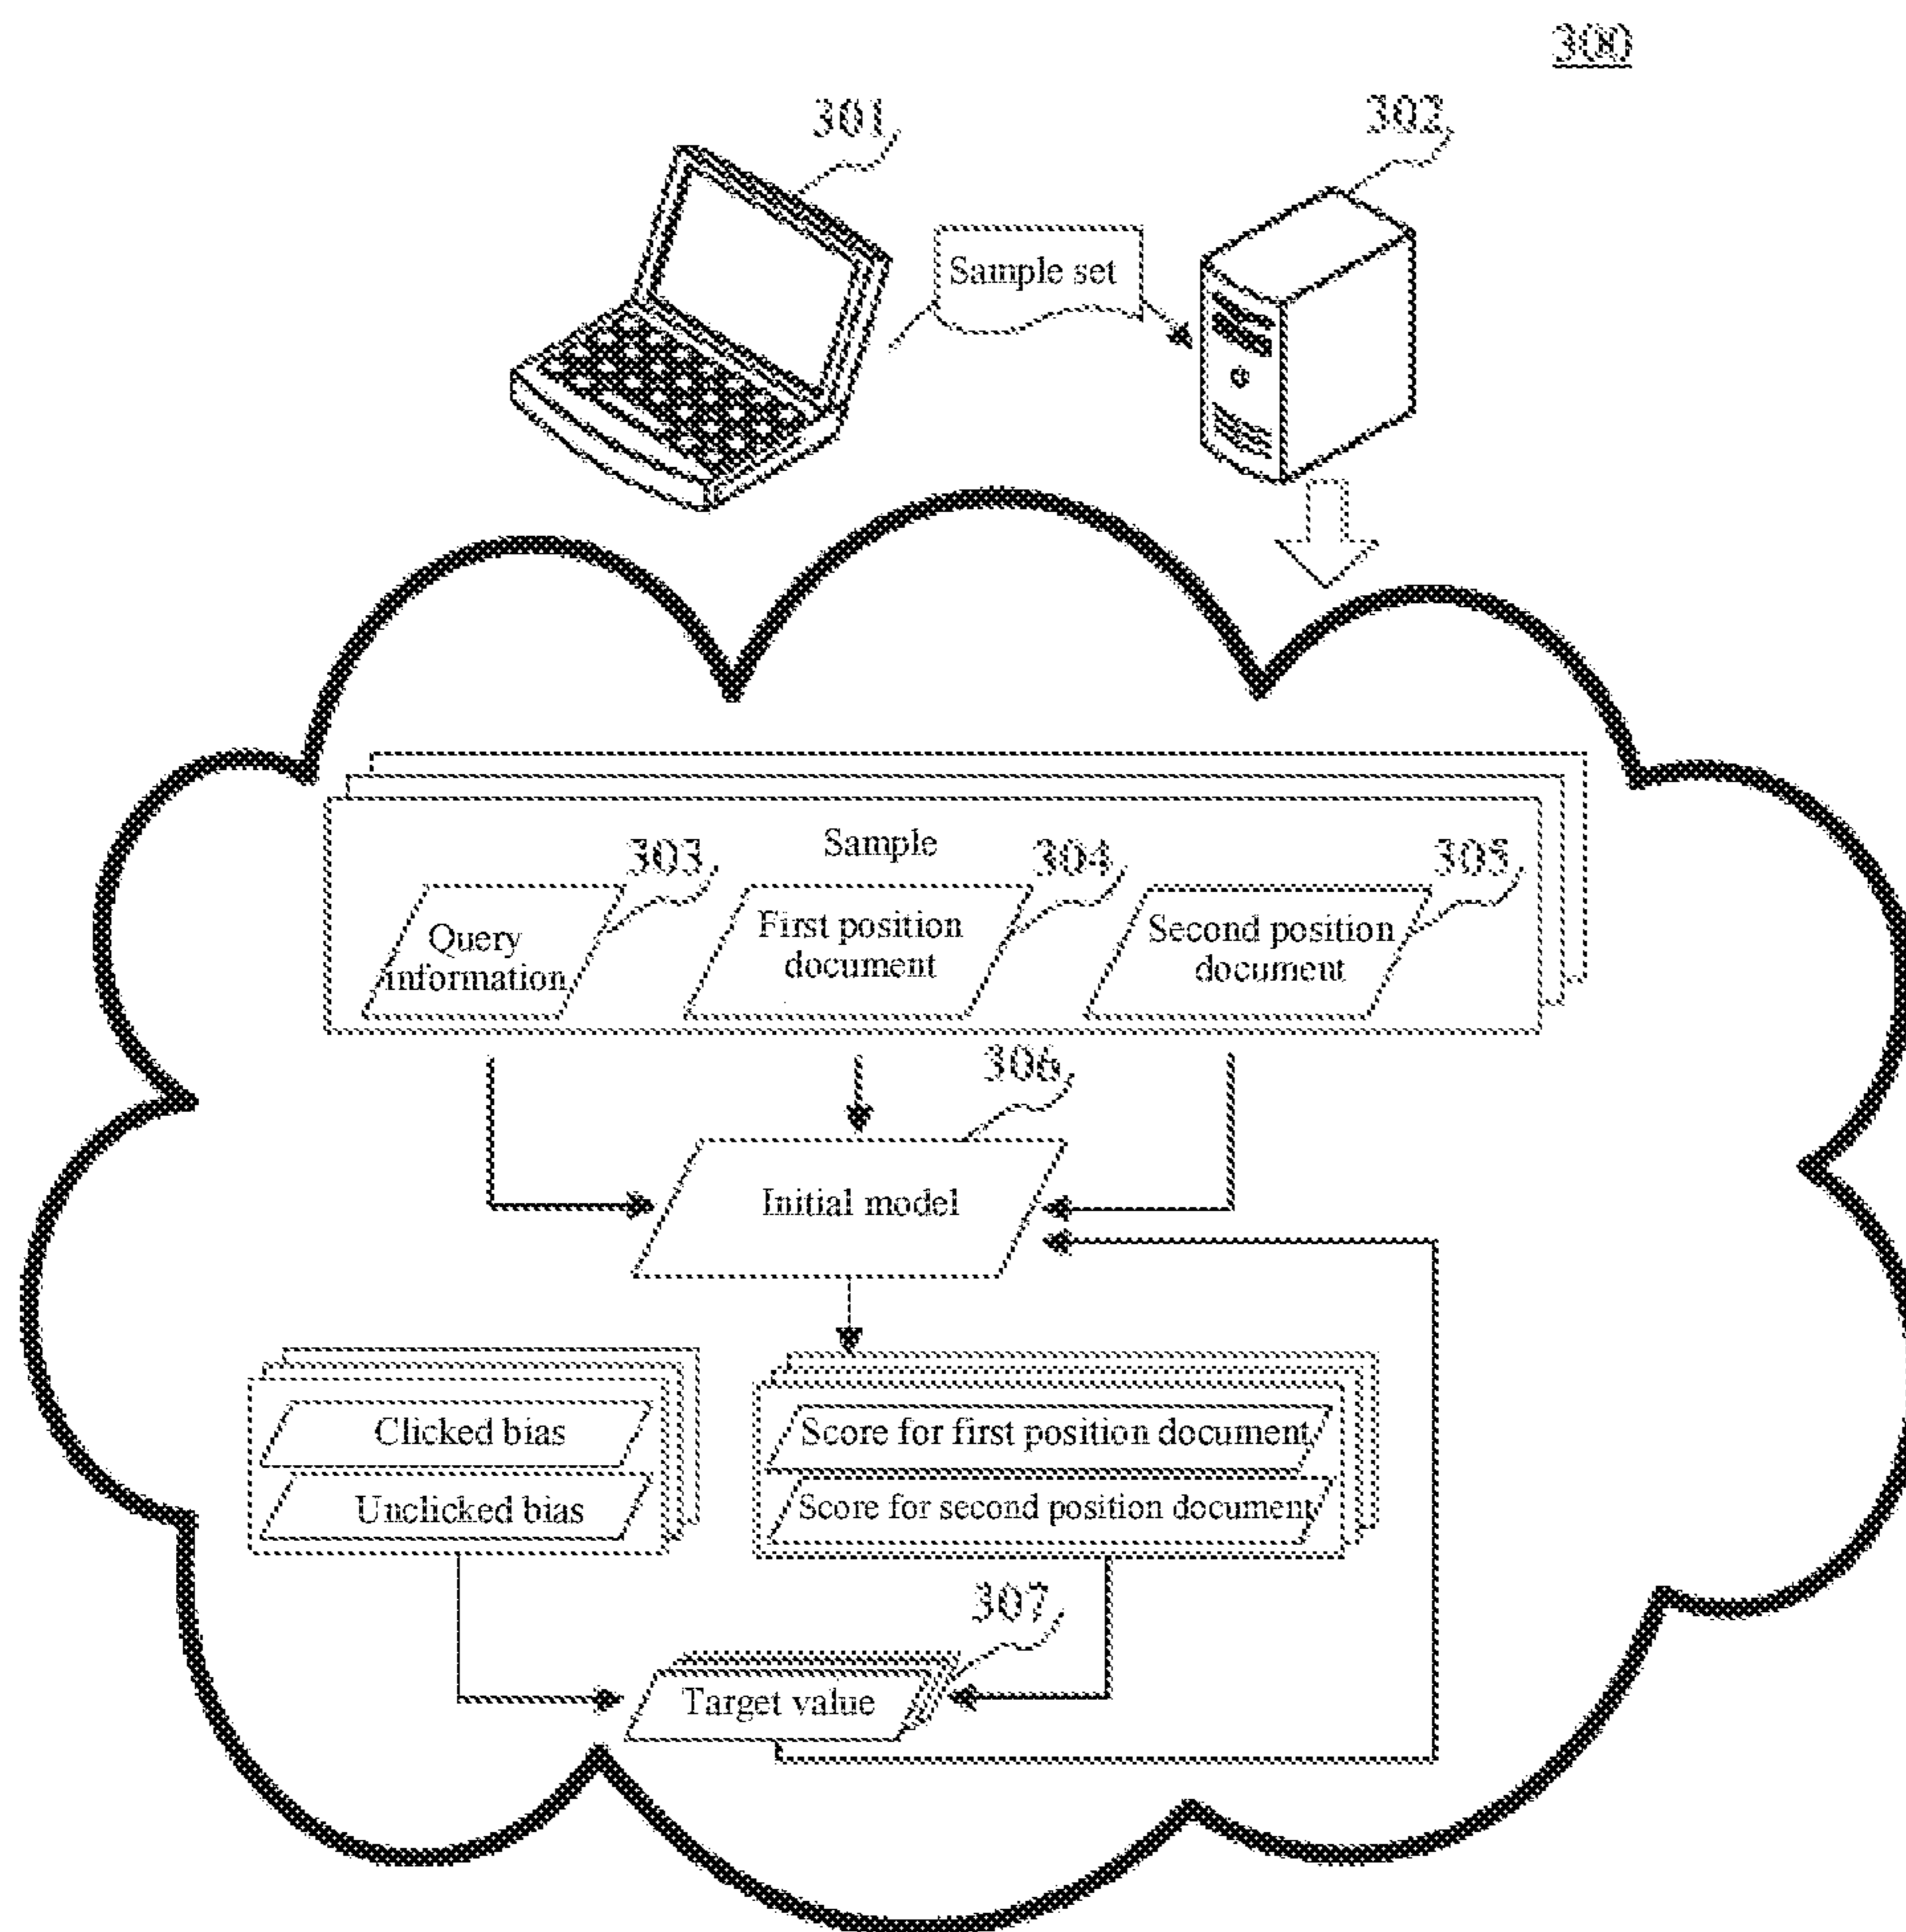 300
301
302
Sample set
Sample
303
304
305
Query
information
First position
document
Second position
document
306
Initial model
Clicked bias
Unclicked bias
Score for first position document
Score for second position document
307
Target value